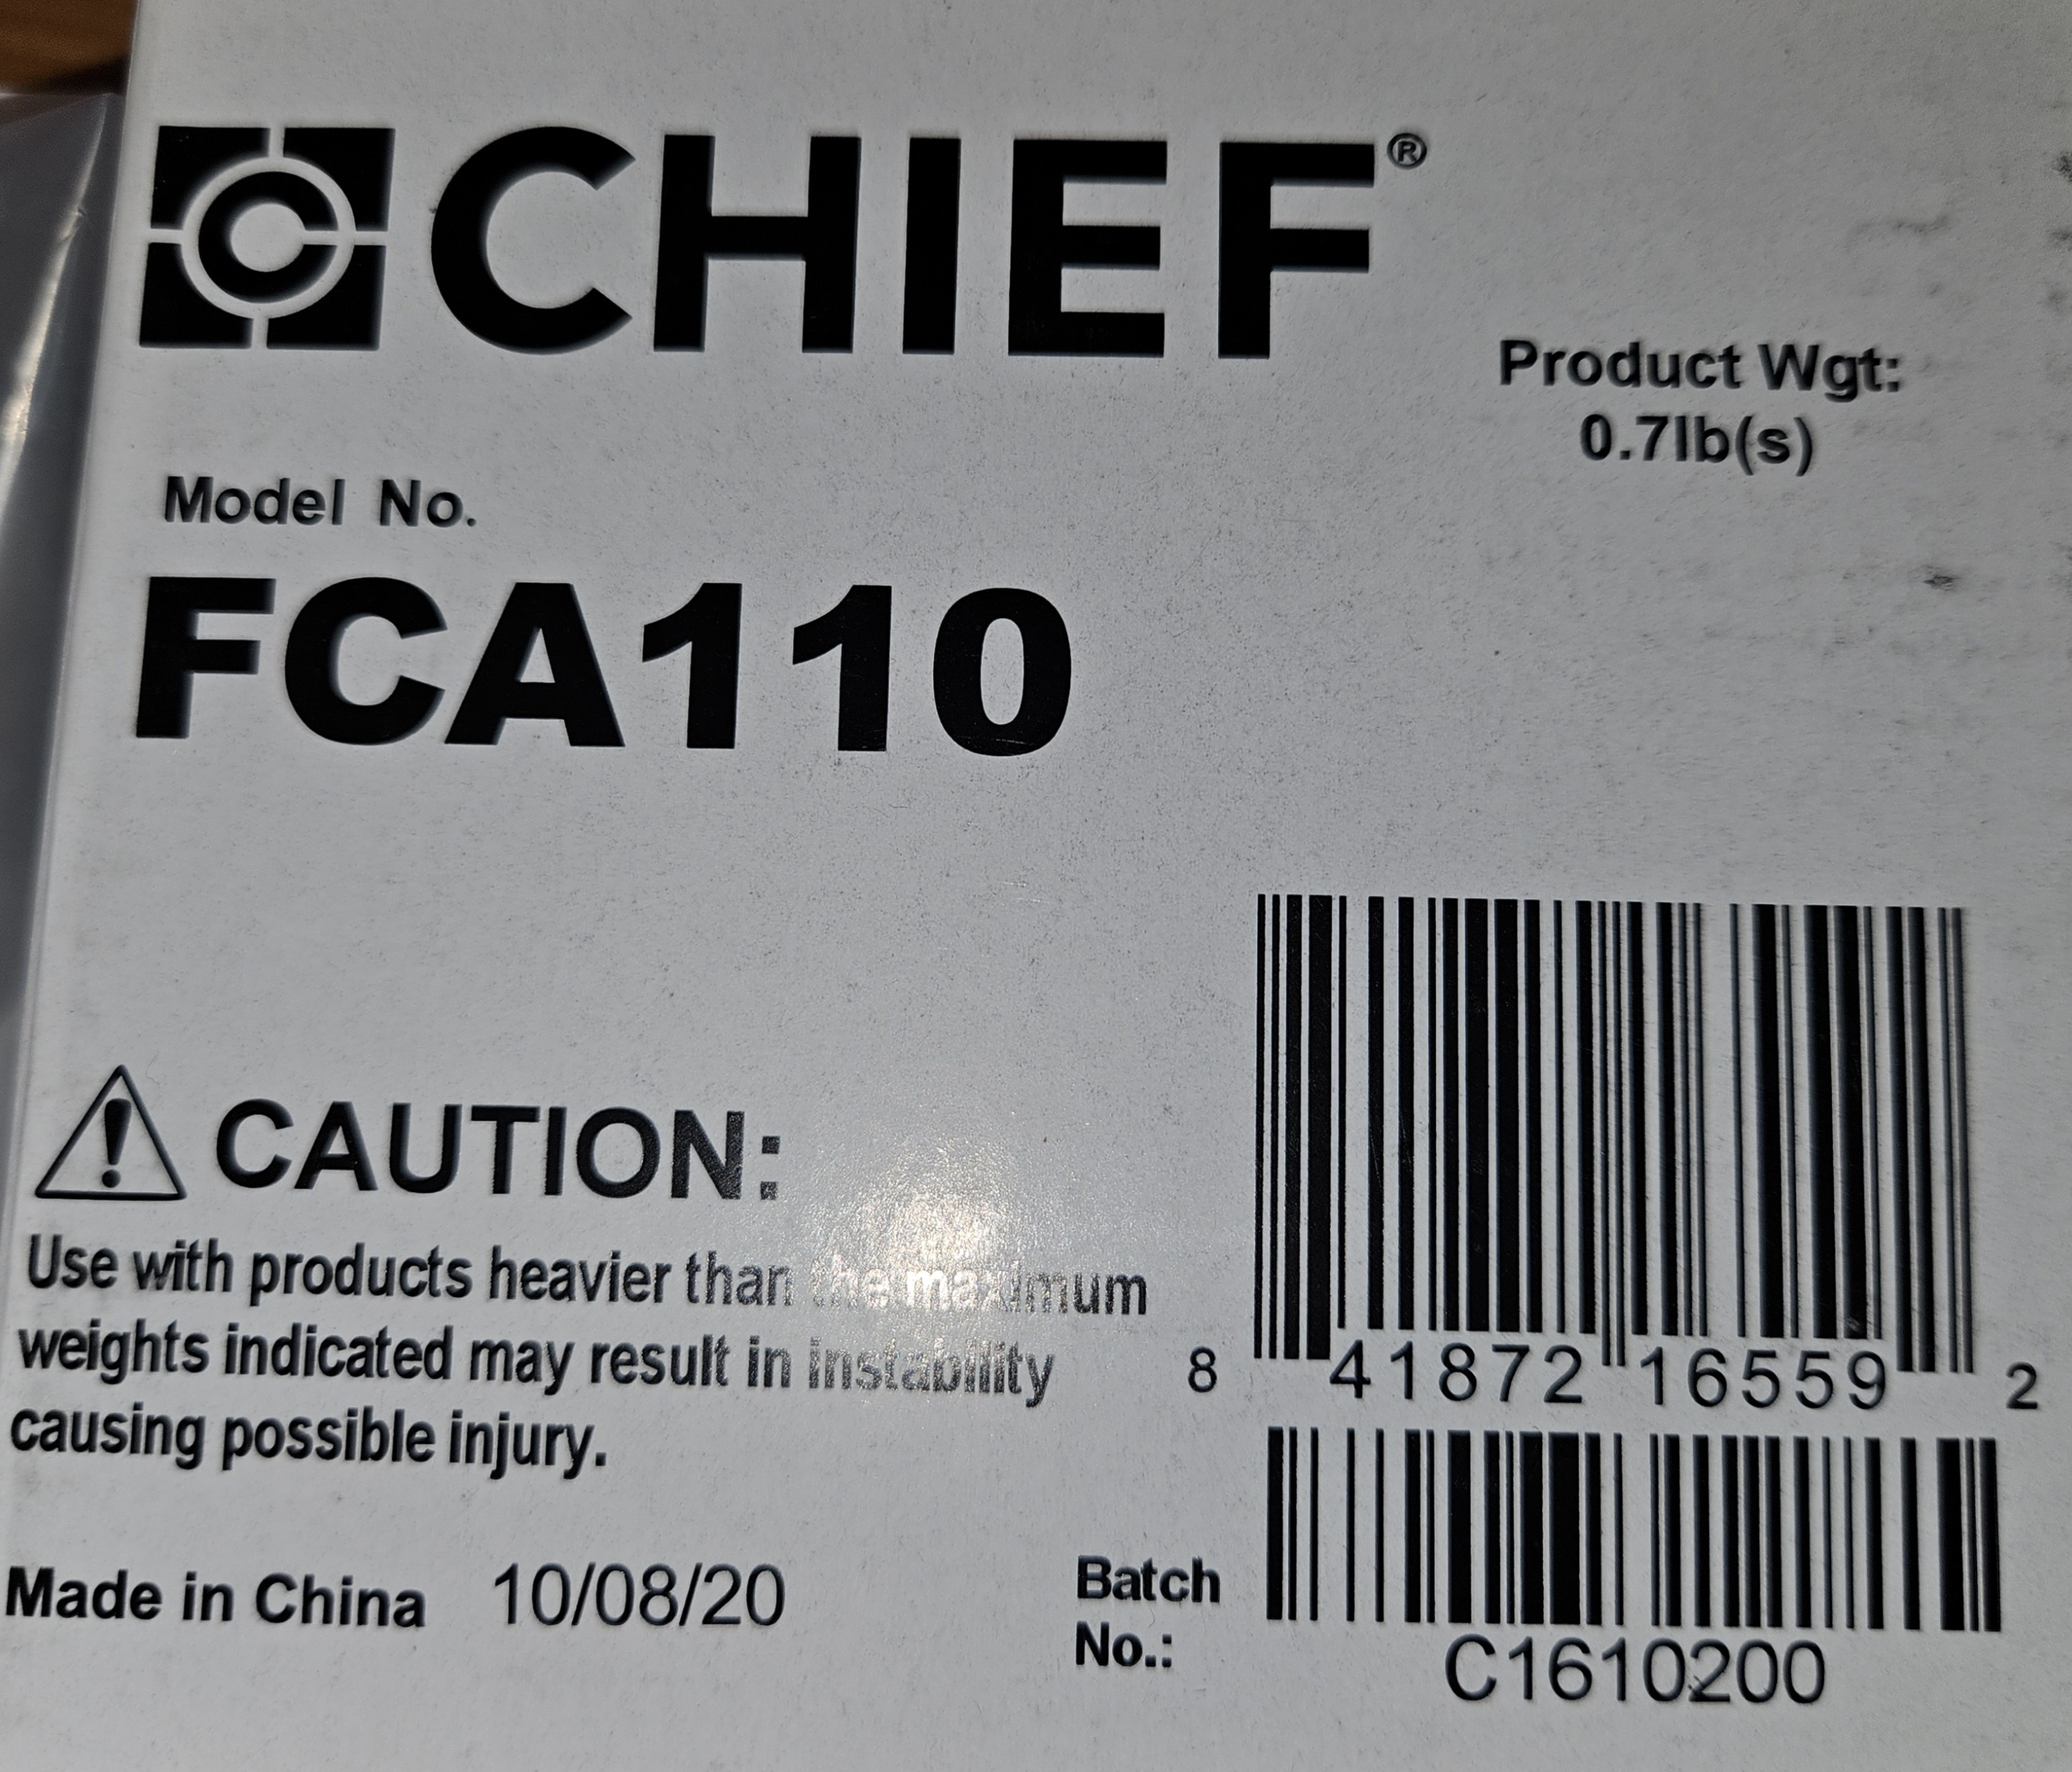 CHIEF®
Product Wgt:
0.7lb(s)
Model No.
FCA110
CAUTION:
Use with products heavier than the maximum
weights indicated may result in instability
causing possible injury.
8 41872 16559 2
Made in China 10/08/20
Batch
No.:
C1610200